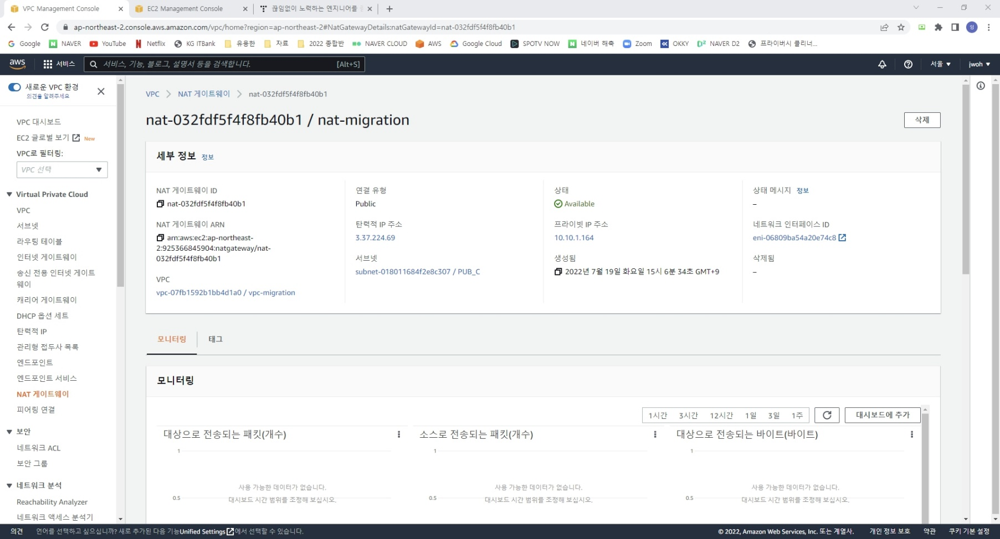 VPC Management Console
EC2 Management Console
끊임없이 노력하는 엔지니어를
ap-northeast-2.console.aws.amazon.com/vpc/home?region=ap-northeast-2#NatGatewayDetails:natGatewayId=nat-032fdf5f4f8fb40b1
Google NAVER YouTube Netflix KG ITBank 유용한 자료 2022 종합반 NAVER CLOUD AWS Google Cloud SPOTV NOW 네이버 해축 Zoom OKKY NAVER D2 프라이버시 클리너...
aws 서비스 서비스, 기능, 블로그, 설명서 등을 검색합니다. [Alt+S] 서울 jwoh
새로운 VPC 환경
의견을 알려주세요
VPC 대시보드
EC2 글로벌 보기 New
VPC로 필터링:
VPC 선택
Virtual Private Cloud
VPC
서브넷
라우팅 테이블
인터넷 게이트웨이
송신 전용 인터넷 게이트
웨이
캐리어 게이트웨이
DHCP 옵션 세트
탄력적 IP
관리형 접두사 목록
엔드포인트
엔드포인트 서비스
NAT 게이트웨이
피어링 연결
보안
네트워크 ACL
보안 그룹
네트워크 분석
Reachability Analyzer
네트워크 액세스 분석기
VPC NAT 게이트웨이 nat-032fdf5f4f8fb40b1
nat-032fdf5f4f8fb40b1 / nat-migration
삭제
세부 정보 정보
NAT 게이트웨이 ID
nat-032fdf5f4f8fb40b1
NAT 게이트웨이 ARN
arn:aws:ec2:ap-northeast-
2:925366845904:natgateway/nat-
032fdf5f4f8fb40b1
VPC
vpc-07fb1592b1bb4d1a0 / vpc-migration
연결 유형
Public
탄력적 IP 주소
3.37.224.69
서브넷
subnet-018011684f2e8c307 / PUB_C
상태
Available
프라이빗 IP 주소
10.10.1.164
생성됨
2022년 7월 19일 화요일 15시 6분 34초 GMT+9
상태 메시지 정보
–
네트워크 인터페이스 ID
eni-06809ba54a20e74c8
삭제됨
–
모니터링 태그
모니터링
1시간 3시간 12시간 1일 3일 1주 대시보드에 추가
대상으로 전송되는 패킷(개수)
1
사용 가능한 데이터가 없습니다.
0.5
대시보드 시간 범위를 조정해 보십시오.
소스로 전송되는 패킷(개수)
1
사용 가능한 데이터가 없습니다.
0.5
대시보드 시간 범위를 조정해 보십시오.
대상으로 전송되는 바이트(바이트)
1
사용 가능한 데이터가 없습니다.
0.5
대시보드 시간 범위를 조정해 보십시오.
의견 언어를 선택하고 싶으십니까? 새로 추가된 다음 기능Unified Settings에서 선택할 수 있습니다. © 2022, Amazon Web Services, Inc. 또는 계열사. 개인 정보 보호 약관 쿠키 기본 설정